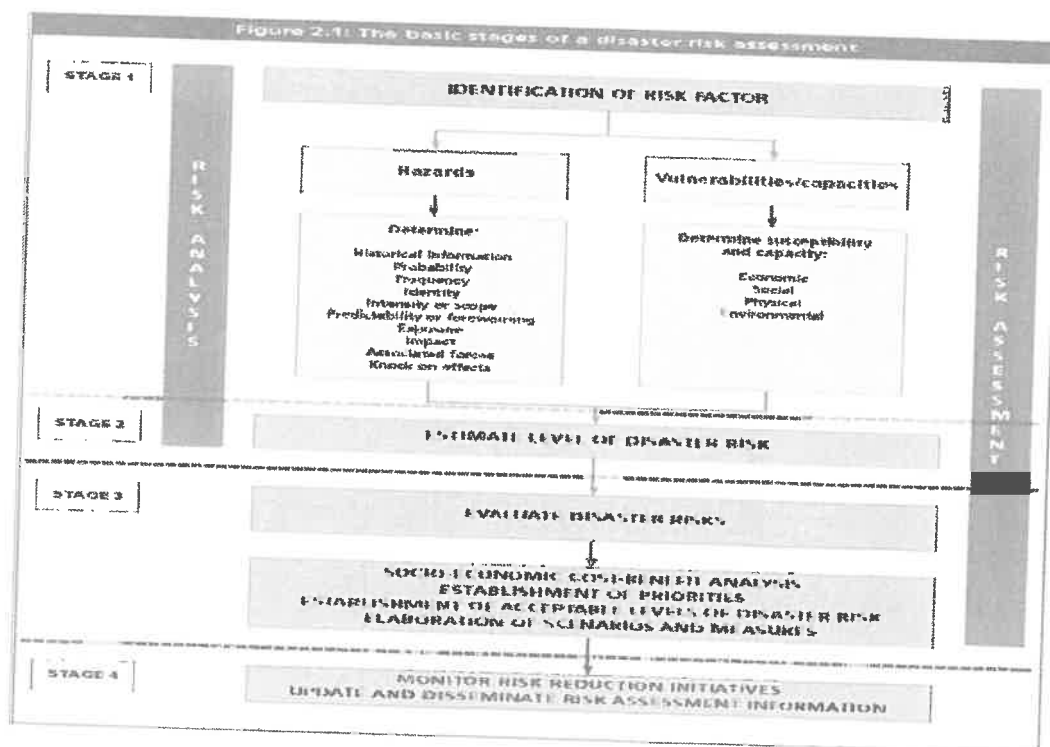 Figure 2.1: The basic stages of a disaster risk assessment
STAGE 1
RISK ANALYSIS
IDENTIFICATION OF RISK FACTOR
RISK ASSESSMENT
Hazards
Vulnerabilities/capacities
Determine:
Historical Information
Probability
Frequency
Identity
Intensity or scope
Predictability or forewarning
Exposure
Impact
Associated forces
Knock on effects
Determine susceptibility
and capacity:
Economic
Social
Physical
Environmental
STAGE 2
ESTIMATE LEVEL OF DISASTER RISK
STAGE 3
EVALUATE DISASTER RISKS
SOCIO-ECONOMIC COST-BENEFIT ANALYSIS
ESTABLISHMENT OF PRIORITIES
ESTABLISHMENT OF ACCEPTABLE LEVELS OF DISASTER RISK
ELABORATION OF SCENARIOS AND MEASURES
STAGE 4
MONITOR RISK REDUCTION INITIATIVES
UPDATE AND DISSEMINATE RISK ASSESSMENT INFORMATION